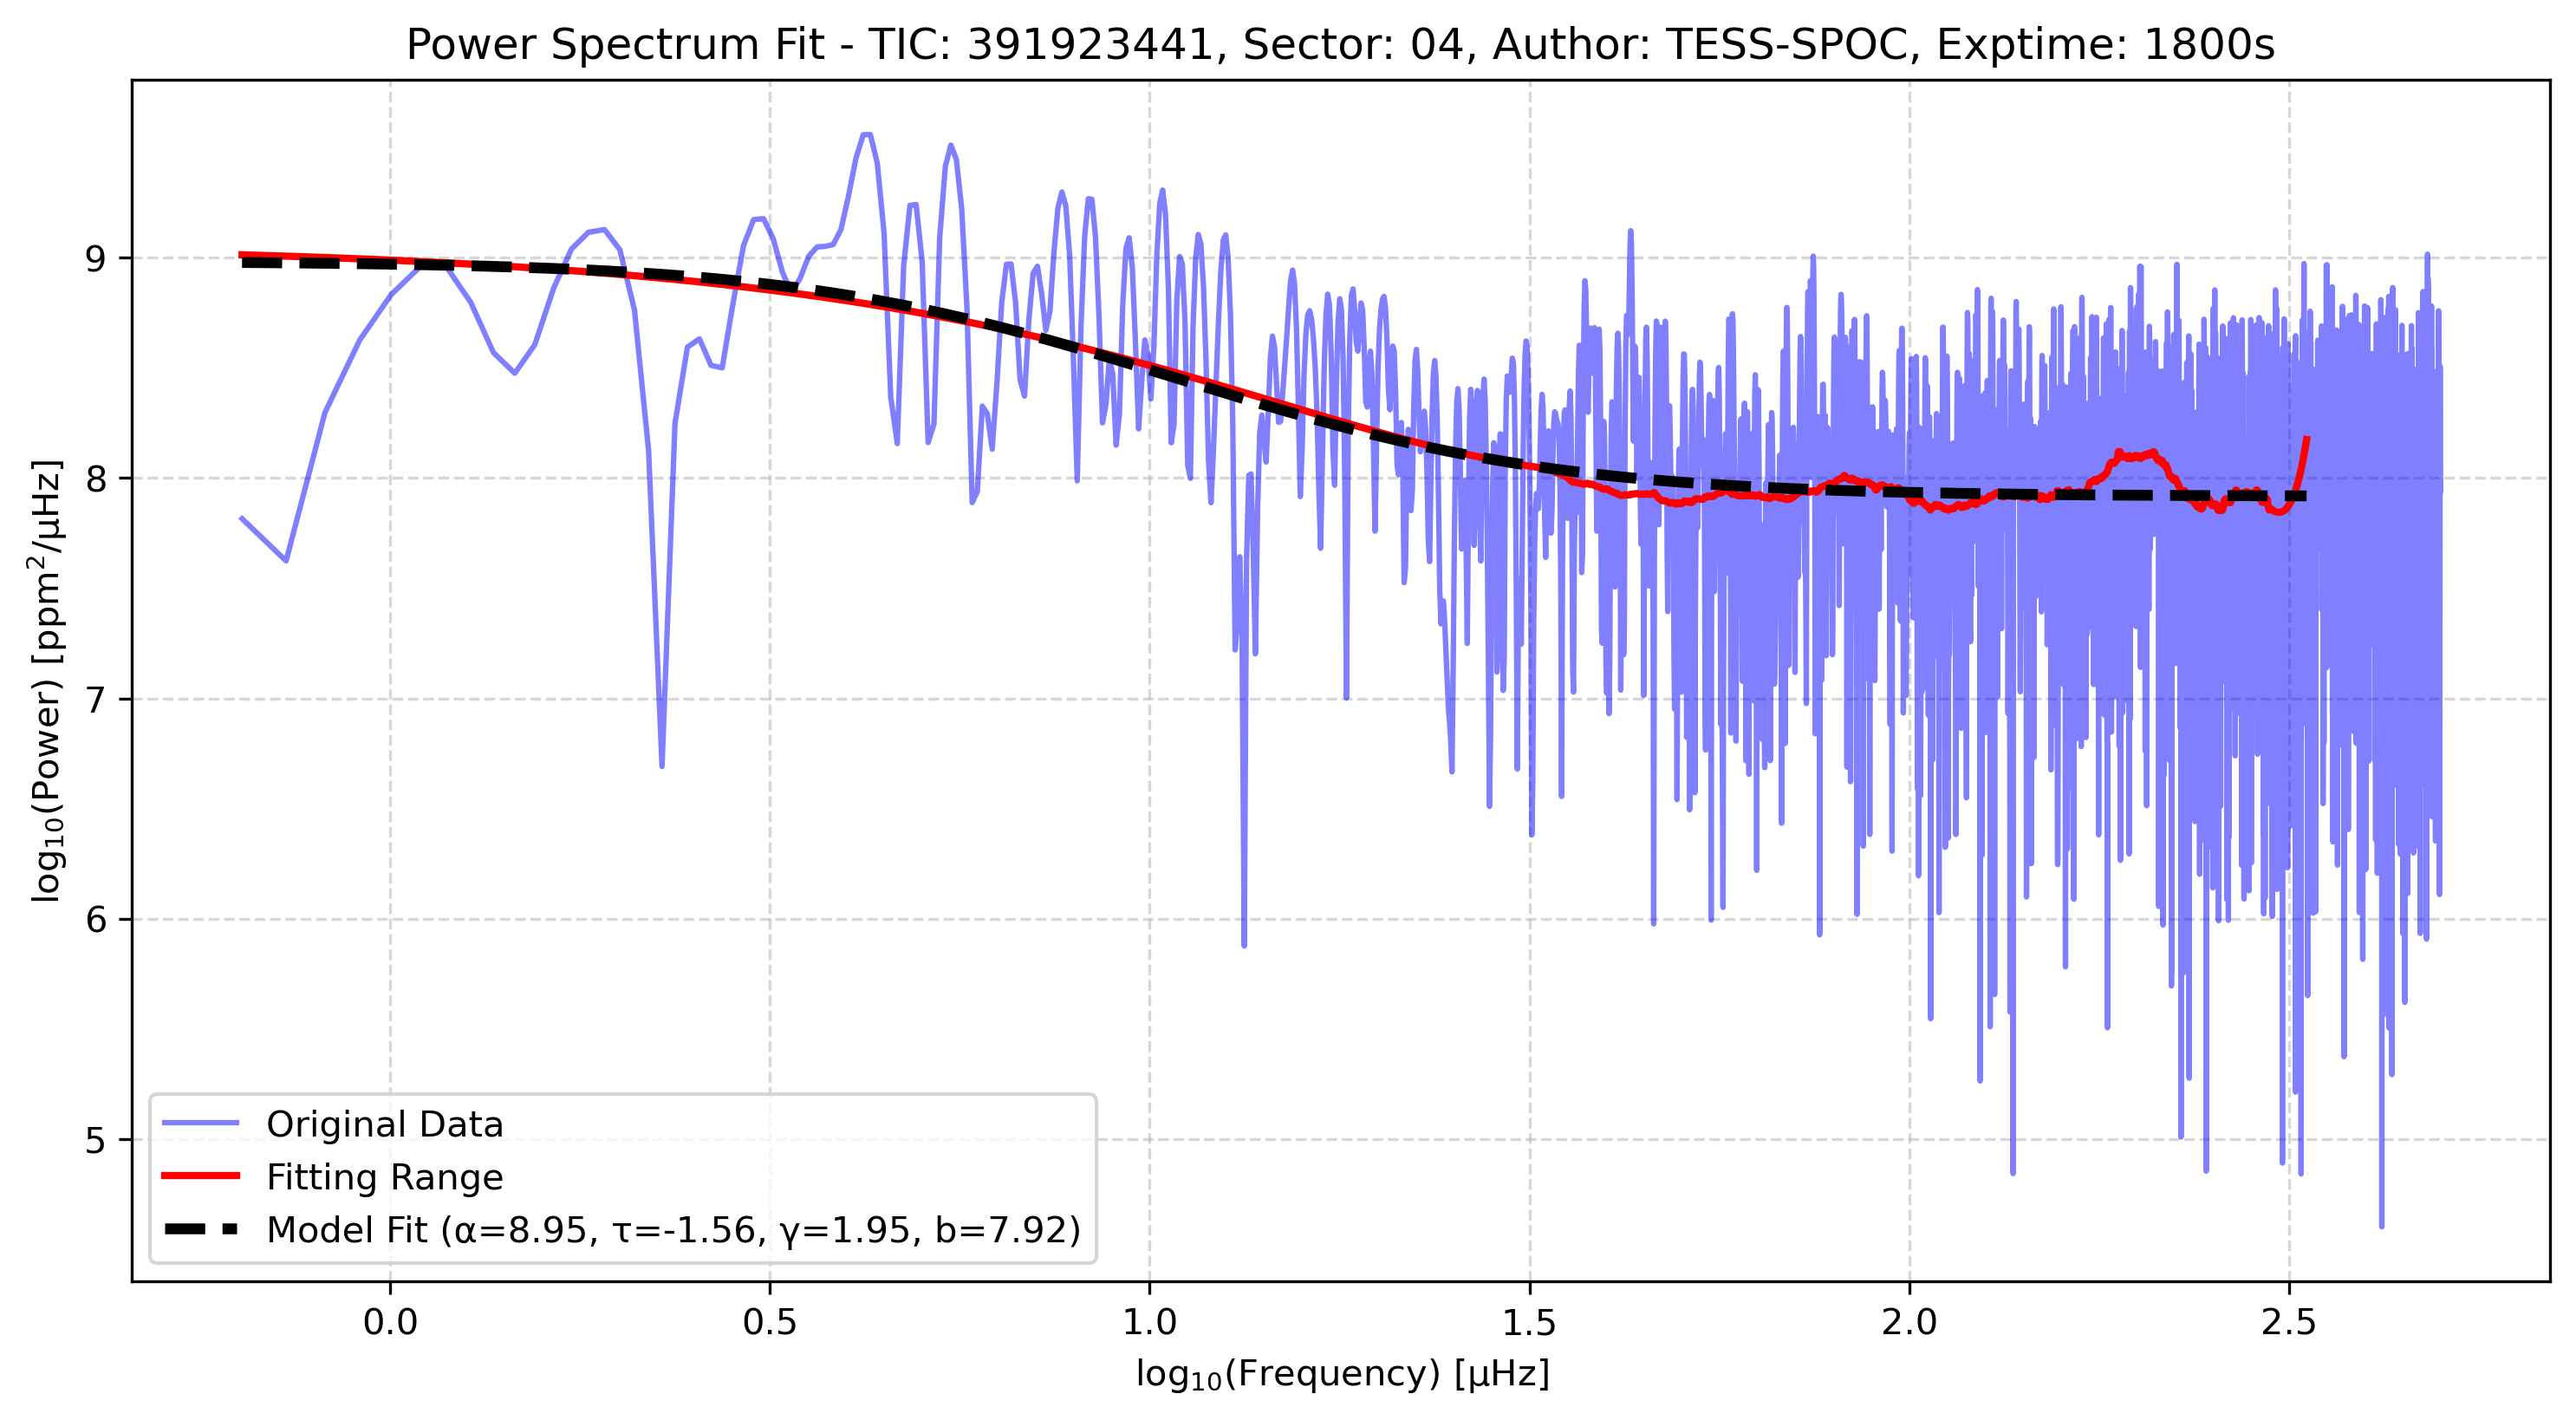 Power Spectrum Fit - TIC: 391923441, Sector: 04, Author: TESS-SPOC, Exptime: 1800s
log₁₀(Power) [ppm²/μHz]
9
8
7
6
5
Original Data
Fitting Range
Model Fit (α=8.95, τ=-1.56, γ=1.95, b=7.92)
0.0 0.5 1.0 1.5 2.0 2.5
log₁₀(Frequency) [μHz]